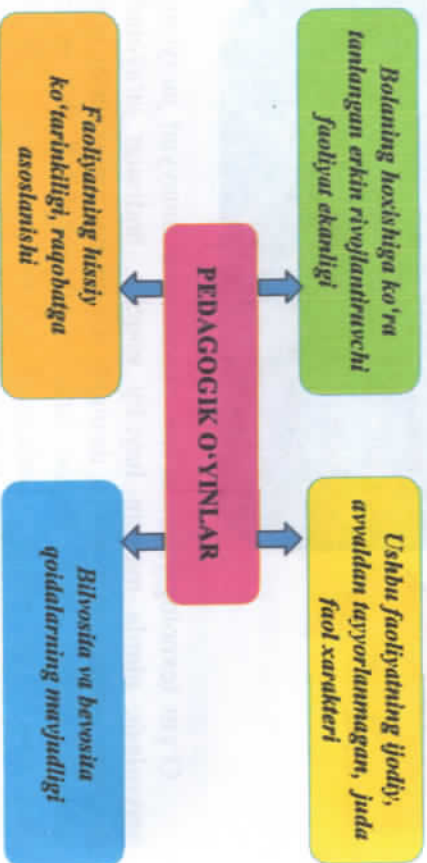 Bolaning hoxishiga ko'ra
tanlangan erkin rivojlandiruvchi
faoliyat ekanligi
Ushbu faoliyatning ijodiy,
avvaldan tayyorlanmagan, juda
faol xarakteri
PEDAGOGIK O‘YINLAR
Faoliyatning hissiy
ko'tarinkiligi, raqobatga
asoslanishi
Bilvosita va bevosita
qoidalarning mavjudligi